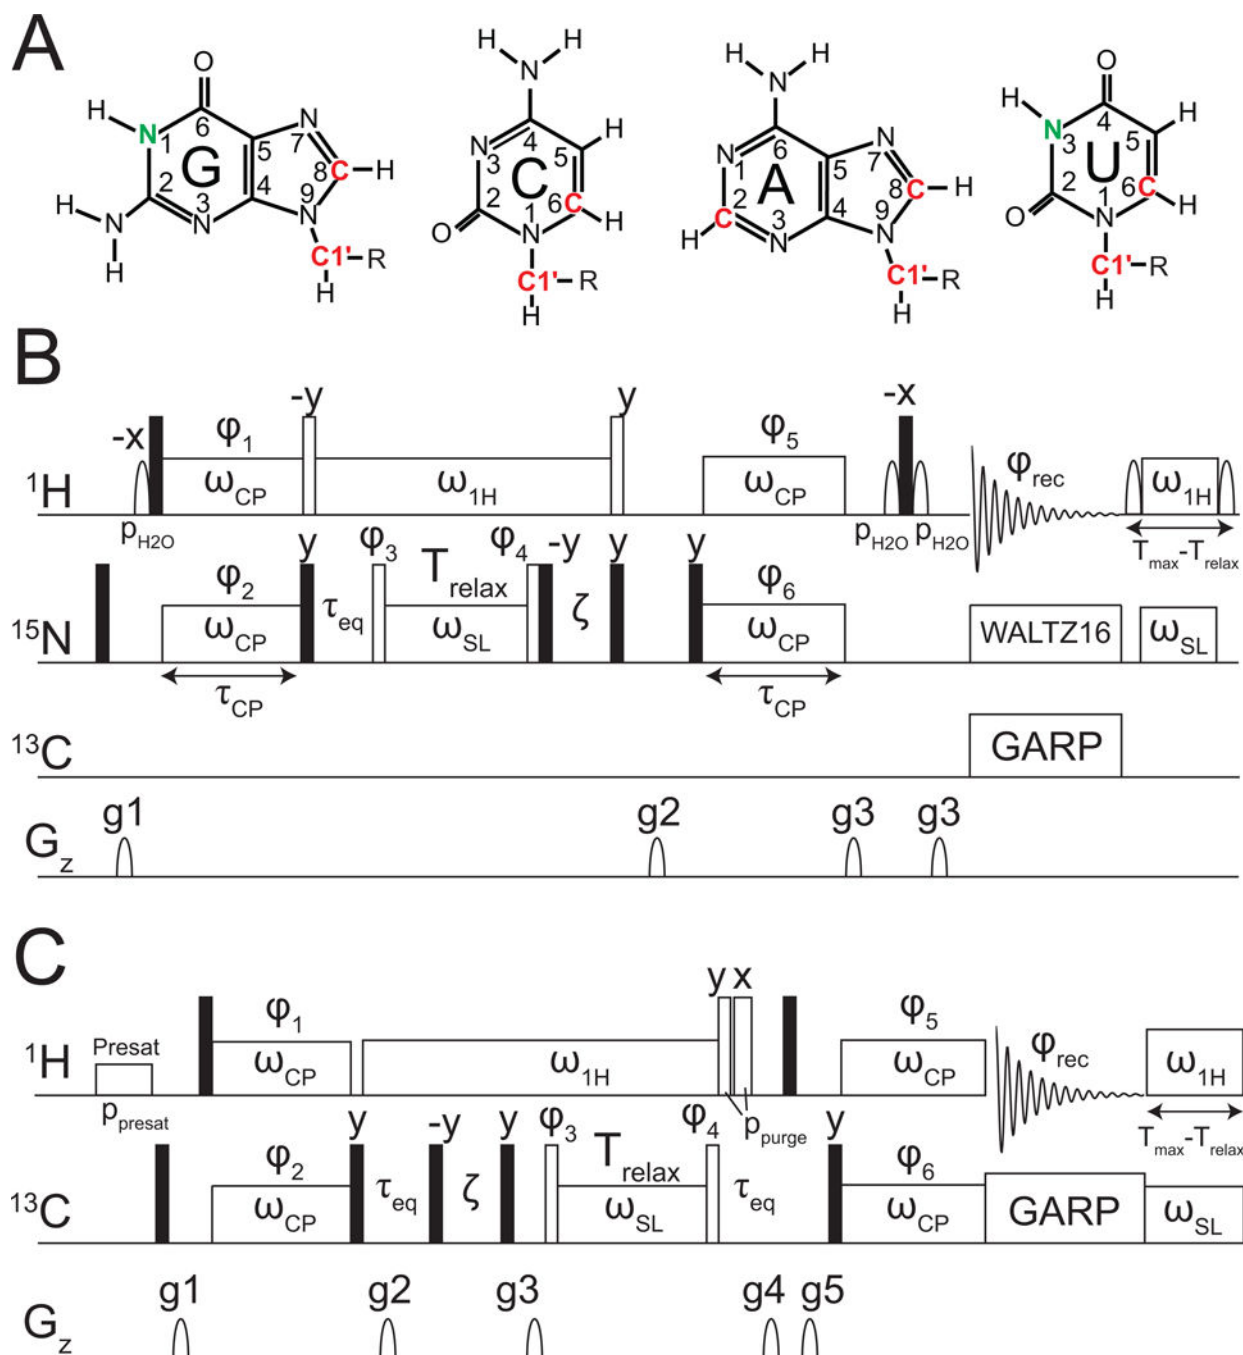 A
O H H H H O
H N N H N N H
N 6 N N H
1 7 4 3 4
G 5 8 C H 3 N C 5 1 6 5 7 U 5
2 9 2 6 C 2 A 8 C H 2 6 C
N 3 4 N O 1 N H C 3 4 9 N O 1 N H
H N H N
H C1' R C1' R C1' R C1' R
H H H H
B
-x -y y -x
φ1 φ5 φrec
¹H ωCP ω1H ωCP ω1H
pH2O pH2O pH2O Tmax-Trelax
y φ3 Trelax φ4 -y y y
φ2 φ6
¹⁵N ωCP τeq ωSL ζ ωCP WALTZ16 ωSL
τCP τCP
¹³C GARP
g1 g2 g3 g3
Gz
C
y x
φ1 φ5 φrec
¹H Presat ωCP ω1H ωCP ω1H
ppresat ppurge Tmax-Trelax
y -y y φ3 Trelax φ4 y
φ2 φ6
¹³C ωCP τeq ζ ωSL τeq ωCP GARP ωSL
g1 g2 g3 g4 g5
Gz